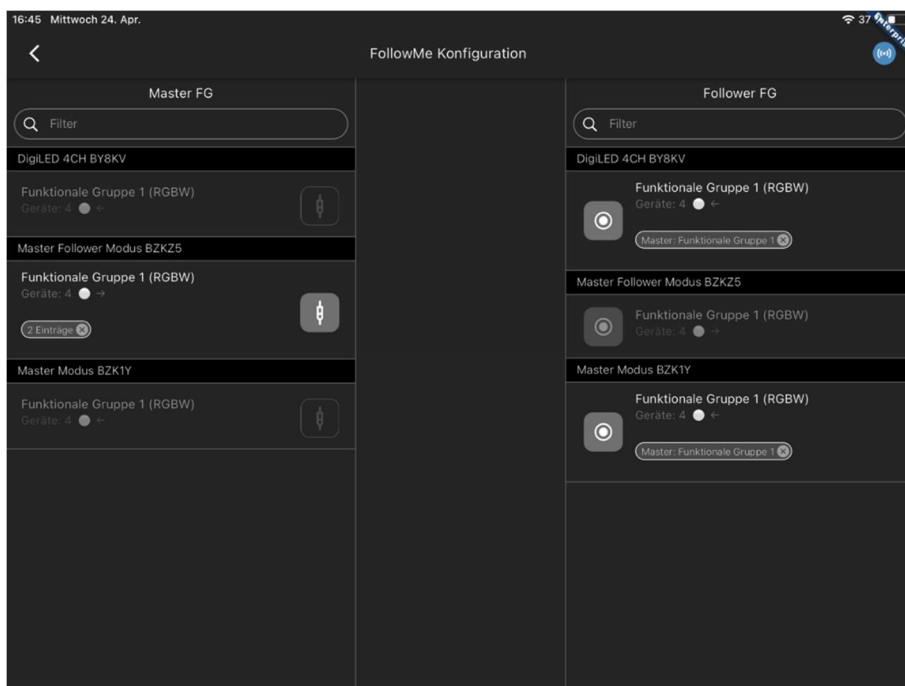 16:45 Mittwoch 24. Apr.
37
FollowMe Konfiguration
Master FG
Filter
DigiLED 4CH BY8KV
Funktionale Gruppe 1 (RGBW)
Geräte: 4 ←
Master Follower Modus BZKZ5
Funktionale Gruppe 1 (RGBW)
Geräte: 4 →
2 Einträge
Master Modus BZK1Y
Funktionale Gruppe 1 (RGBW)
Geräte: 4 ←
Follower FG
Filter
DigiLED 4CH BY8KV
Funktionale Gruppe 1 (RGBW)
Geräte: 4 ←
Master: Funktionale Gruppe 1
Master Follower Modus BZKZ5
Funktionale Gruppe 1 (RGBW)
Geräte: 4 →
Master Modus BZK1Y
Funktionale Gruppe 1 (RGBW)
Geräte: 4 ←
Master: Funktionale Gruppe 1